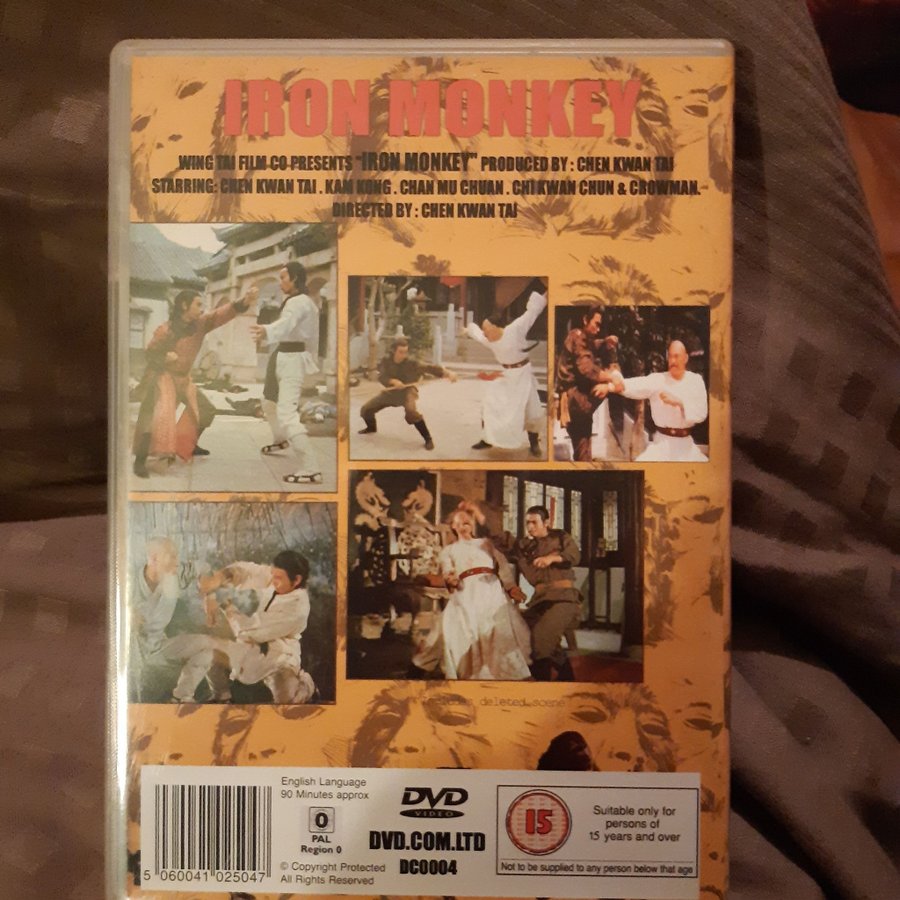 IRON MONKEY
WING TAI FILM CO PRESENTS "IRON MONKEY" PRODUCED BY : CHEN KWAN TAI
STARRING: CHEN KWAN TAI . KAM KONG . CHAN MU CHUAN . CHI KWAN CHUN & CROWMAN.
DIRECTED BY : CHEN KWAN TAI
deleted scene
English Language
90 Minutes approx
0
PAL
Region 0
© Copyright Protected
All Rights Reserved
DVD
VIDEO
DVD.COM.LTD
DC0004
15
Suitable only for
persons of
15 years and over
Not to be supplied to any person below that age
5 060041 025047